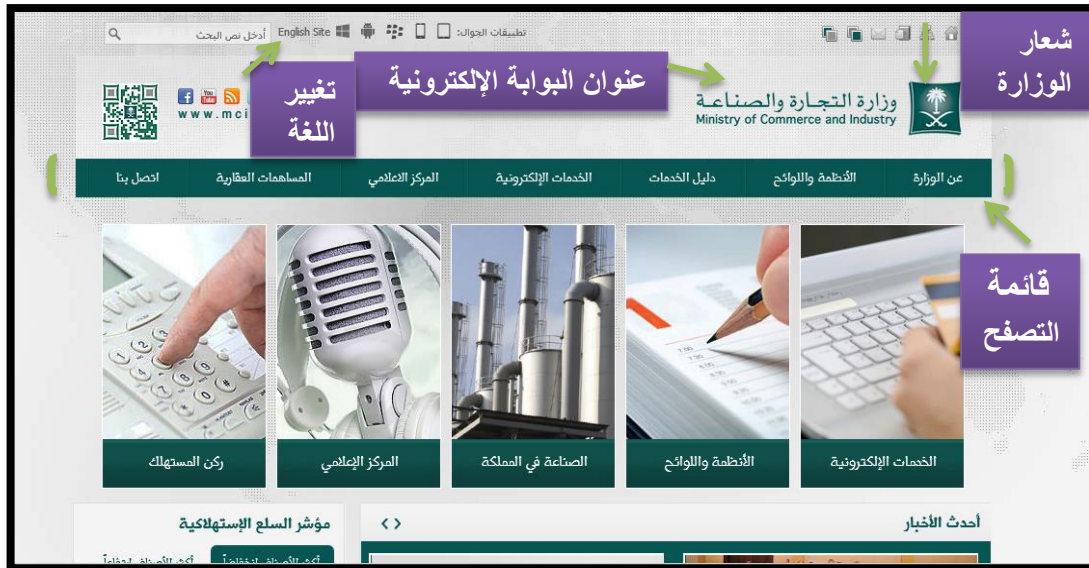 شعار
الوزارة
تطبيقات الجوال:
English Site
أدخل نص البحث
عنوان البوابة الإلكترونية
تغيير
اللغة
وزارة التجارة والصناعة
Ministry of Commerce and Industry
You
www.mci
عن الوزارة
الأنظمة واللوائح
دليل الخدمات
الخدمات الإلكترونية
المركز الاعلامي
المساهمات العقارية
اتصل بنا
قائمة
التصفح
الخدمات الإلكترونية
الأنظمة واللوائح
الصناعة في المملكة
المركز الإعلامي
ركن المستهلك
أحدث الأخبار
مؤشر السلع الإستهلاكية